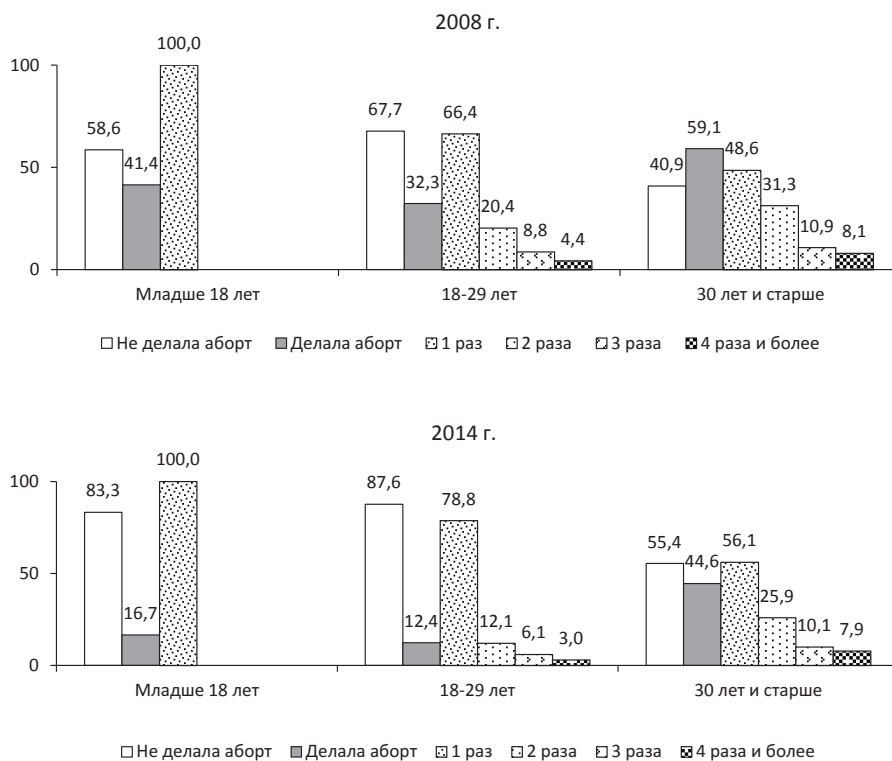 2008 г.
100
50
0
58,6
41,4
100,0
67,7
32,3
66,4
20,4
8,8
4,4
40,9
59,1
48,6
31,3
10,9
8,1
Младше 18 лет
18-29 лет
30 лет и старше
Не делала аборт
Делала аборт
1 раз
2 раза
3 раза
4 раза и более
2014 г.
100
50
0
83,3
16,7
100,0
87,6
12,4
78,8
12,1
6,1
3,0
55,4
44,6
56,1
25,9
10,1
7,9
Младше 18 лет
18-29 лет
30 лет и старше
Не делала аборт
Делала аборт
1 раз
2 раза
3 раза
4 раза и более